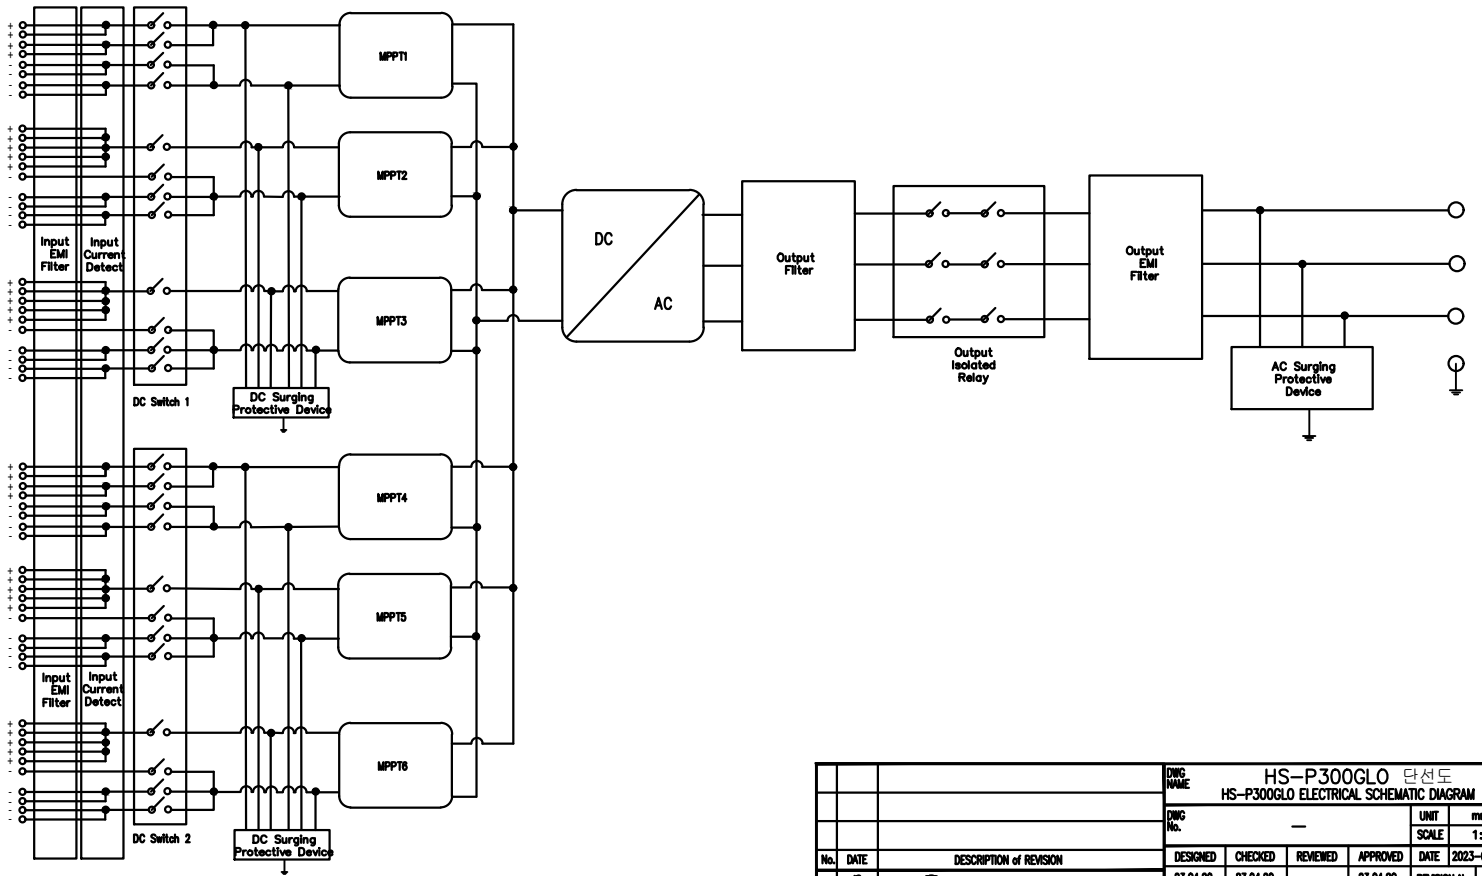 MPPT1
MPPT2
Input
EMI
Filter
Input
Current
Detect
MPPT3
DC
AC
Output
Filter
Output
Isolated
Relay
Output
EMI
Filter
AC Surging
Protective
Device
DC Switch 1
DC Surging
Protective Device
MPPT4
MPPT5
Input
EMI
Filter
Input
Current
Detect
MPPT6
DC Switch 2
DC Surging
Protective Device
DWG
NAME
HS-P300GLO 단선도
HS-P300GLO ELECTRICAL SCHEMATIC DIAGRAM
DWG
No.
—
UNIT
SCALE
No. DATE DESCRIPTION of REVISION
DESIGNED CHECKED REVIEWED APPROVED DATE